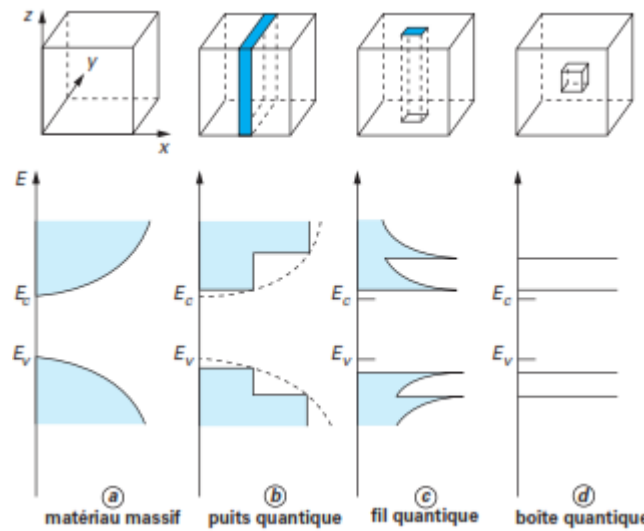 z
y
x
E
E_c
E_v
E_c
E_v
E_c
E_v
E_c
E_v
a
b
c
d
matériau massif
puits quantique
fil quantique
boîte quantique